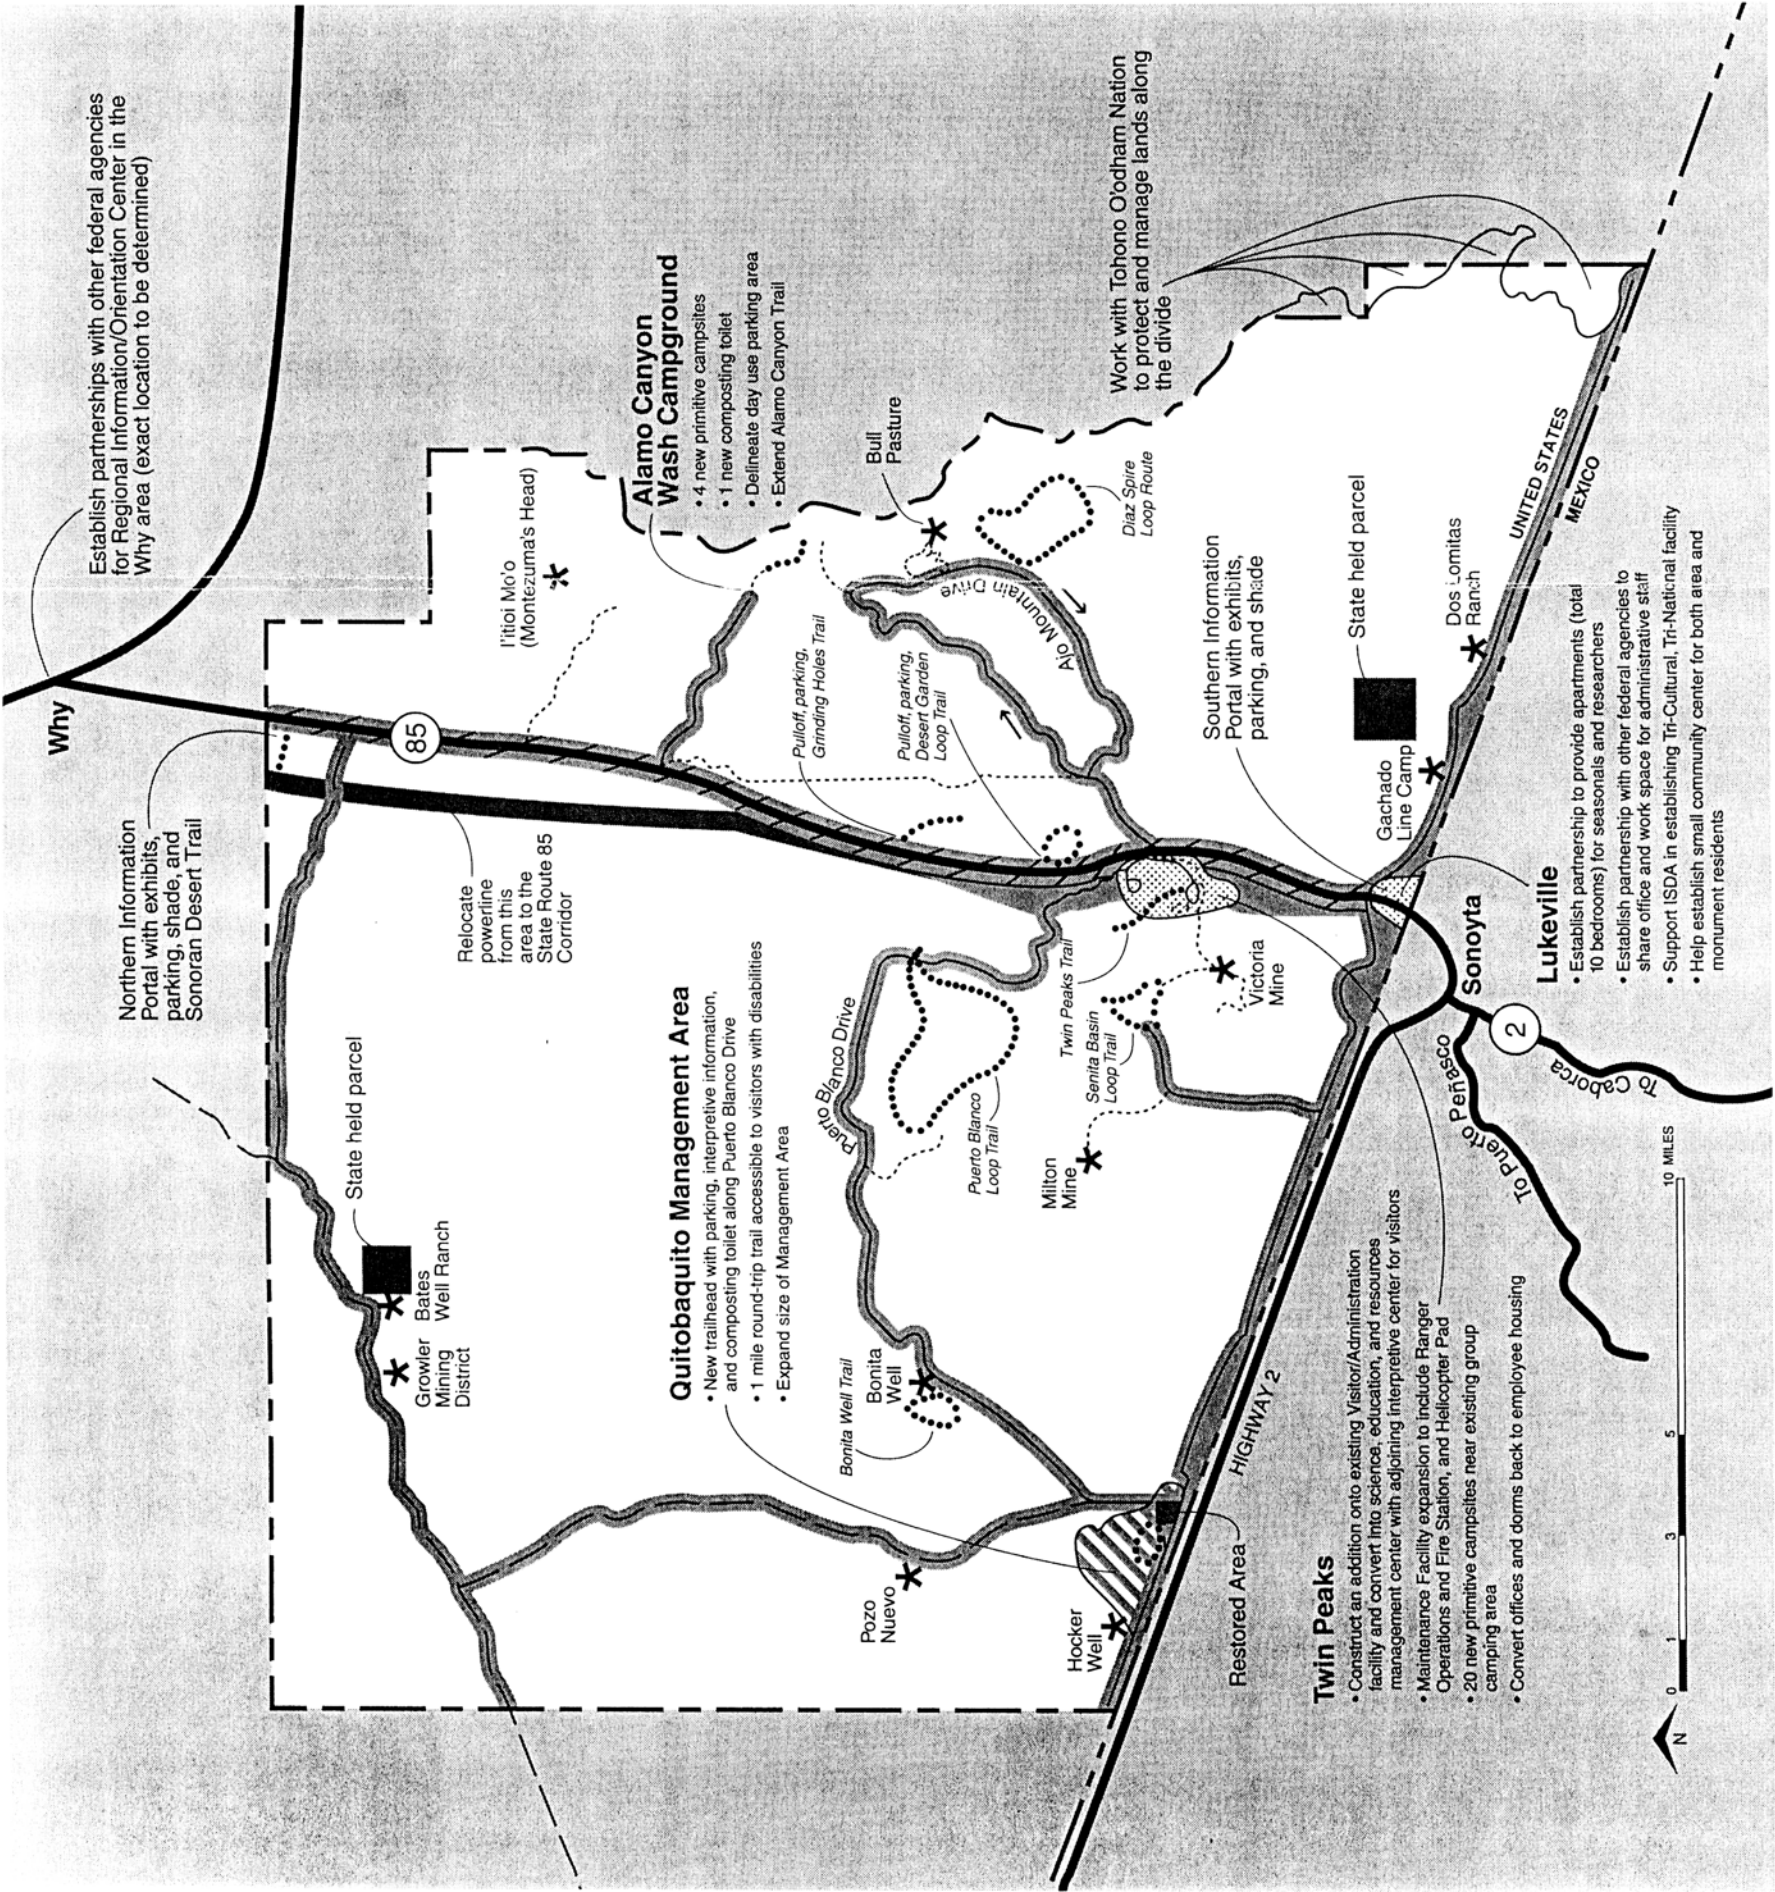 Establish partnerships with other federal agencies
for Regional Information/Orientation Center in the
Why area (exact location to be determined)
Why
Northern Information
Portal with exhibits,
parking, shade, and
Sonoran Desert Trail
85
I'itioi Mo'o
(Montezuma's Head)
Relocate
powerline
from this
area to the
State Route 85
Corridor
Alamo Canyon
Wash Campground
• 4 new primitive campsites
• 1 new composting toilet
• Delineate day use parking area
• Extend Alamo Canyon Trail
Bull
Pasture
Work with Tohono O'odham Nation
to protect and manage lands along
the divide
Diaz Spire
Loop Route
Ajo Mountain Drive
Pulloff, parking,
Grinding Holes Trail
Pulloff, parking,
Desert Garden
Loop Trail
Southern Information
Portal with exhibits,
parking, and shade
State held parcel
Dos Lomitas
Ranch
Gachado
Line Camp
UNITED STATES
MEXICO
State held parcel
Bates
Well Ranch
Growler
Mining
District
Quitobaquito Management Area
• New trailhead with parking, interpretive information,
and composting toilet along Puerto Blanco Drive
• 1 mile round-trip trail accessible to visitors with disabilities
• Expand size of Management Area
Puerto Blanco Drive
Puerto Blanco
Loop Trail
Twin Peaks Trail
Senita Basin
Loop Trail
Victoria
Mine
Milton
Mine
Bonita Well Trail
Bonita
Well
Pozo
Nuevo
Hocker
Well
Restored Area
HIGHWAY 2
Lukeville
• Establish partnership to provide apartments (total
10 bedrooms) for seasonals and researchers
• Establish partnership with other federal agencies to
share office and work space for administrative staff
• Support ISDA in establishing Tri-Cultural, Tri-National facility
• Help establish small community center for both area and
monument residents
Sonoyta
2
To Caborca
To Puerto Peñasco
Twin Peaks
• Construct an addition onto existing Visitor/Administration
facility and convert into science, education, and resources
management center with adjoining interpretive center for visitors
• Maintenance Facility expansion to include Ranger
Operations and Fire Station, and Helicopter Pad
• 20 new primitive campsites near existing group
camping area
• Convert offices and dorms back to employee housing
0 1 3 5 10 MILES
N